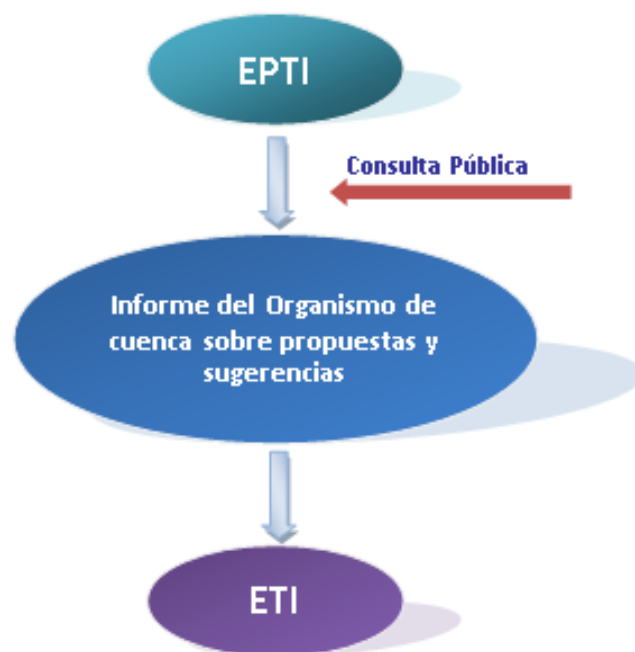 EPTI
Consulta Pública
Informe del Organismo de
cuenca sobre propuestas y
sugerencias
ETI